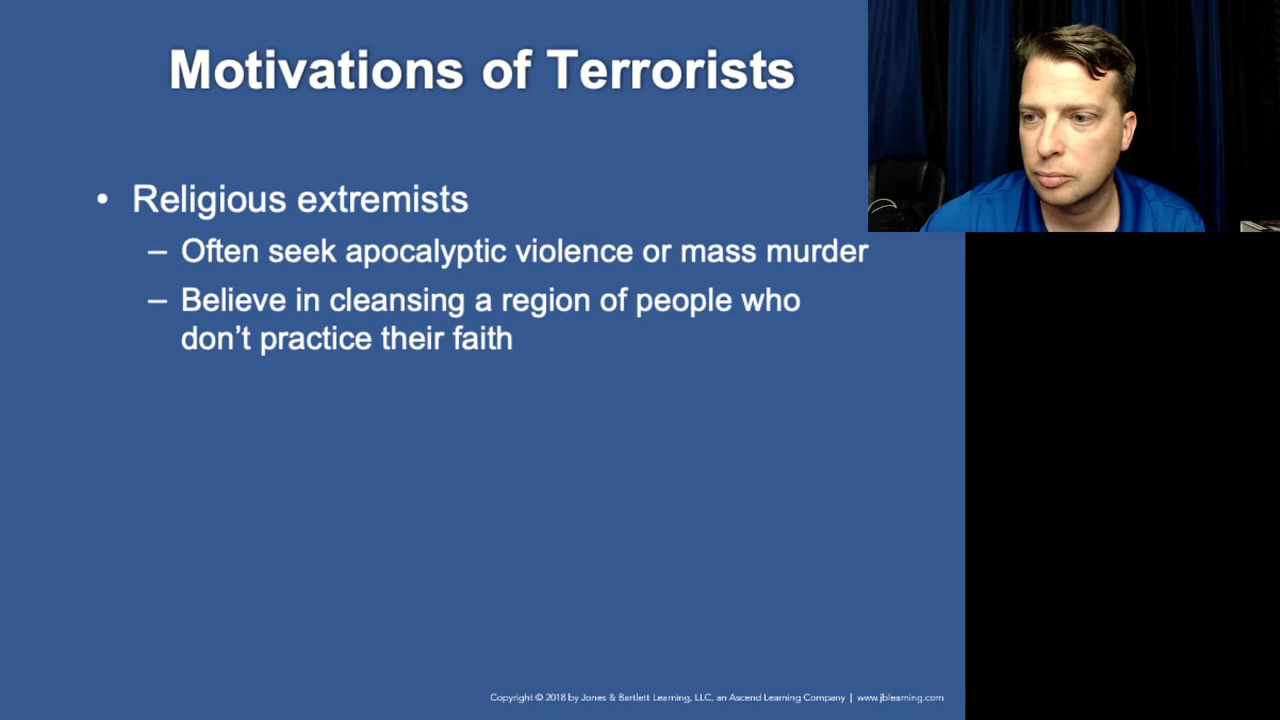 Motivations of Terrorists
• Religious extremists
– Often seek apocalyptic violence or mass murder
– Believe in cleansing a region of people who
don’t practice their faith
Copyright © 2018 by Jones & Bartlett Learning, LLC, an Ascend Learning Company | www.jblearning.com